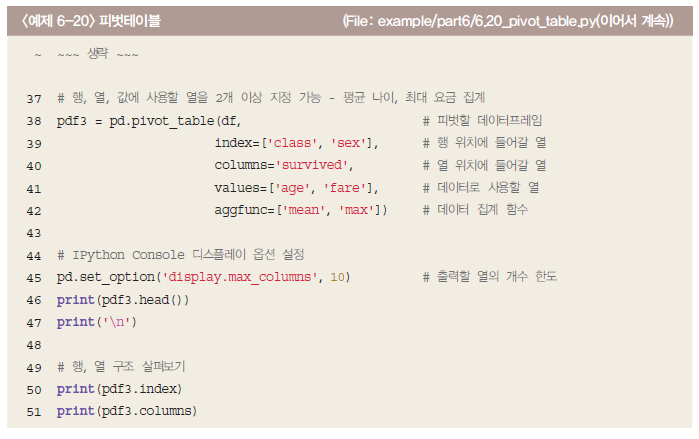 〈예제 6-20〉 피벗테이블 (File: example/part6/6.20_pivot_table.py(이어서 계속))
~ ~~~ 생략 ~~~
37 # 행, 열, 값에 사용할 열을 2개 이상 지정 가능 - 평균 나이, 최대 요금 집계
38 pdf3 = pd.pivot_table(df, # 피벗할 데이터프레임
39 index=['class', 'sex'], # 행 위치에 들어갈 열
40 columns='survived', # 열 위치에 들어갈 열
41 values=['age', 'fare'], # 데이터로 사용할 열
42 aggfunc=['mean', 'max']) # 데이터 집계 함수
43
44 # IPython Console 디스플레이 옵션 설정
45 pd.set_option('display.max_columns', 10) # 출력할 열의 개수 한도
46 print(pdf3.head())
47 print('\n')
48
49 # 행, 열 구조 살펴보기
50 print(pdf3.index)
51 print(pdf3.columns)